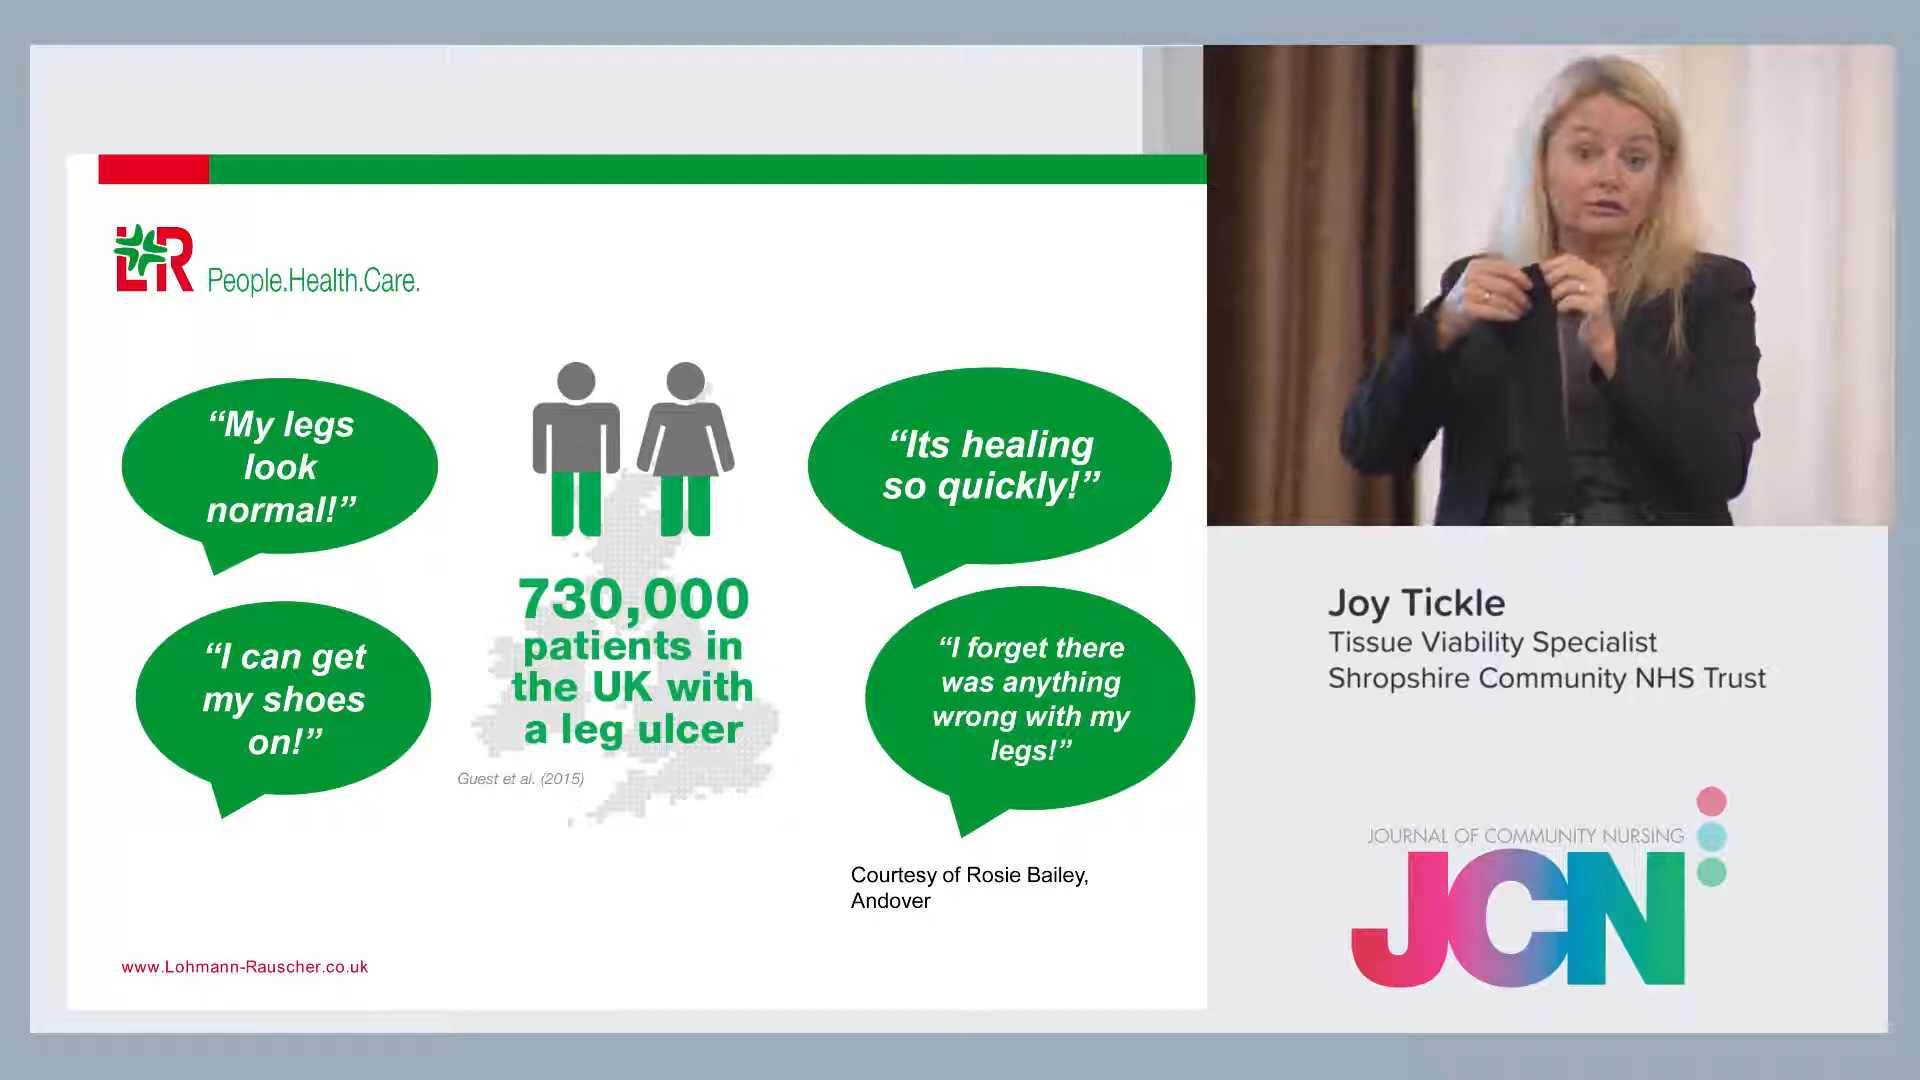 L&R
People.Health.Care.
“My legs
look
normal!”
“I can get
my shoes
on!”
730,000
patients in
the UK with
a leg ulcer
Guest et al. (2015)
“Its healing
so quickly!”
“I forget there
was anything
wrong with my
legs!”
Courtesy of Rosie Bailey,
Andover
www.Lohmann-Rauscher.co.uk
Joy Tickle
Tissue Viability Specialist
Shropshire Community NHS Trust
JOURNAL OF COMMUNITY NURSING
JCN